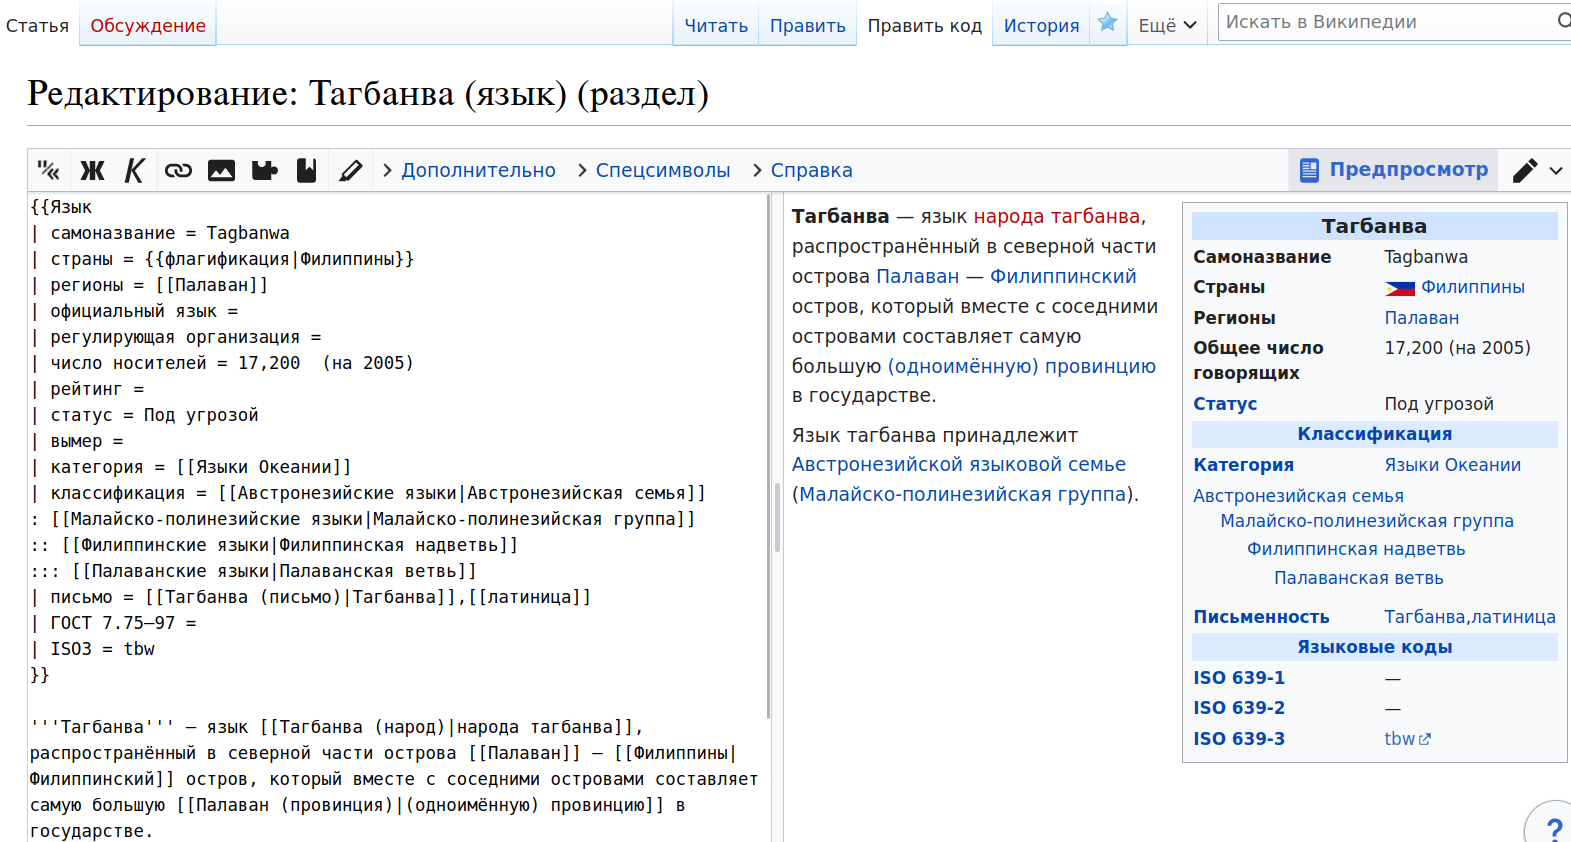 Статья Обсуждение Читать Править Править код История Ещё Искать в Википедии
Редактирование: Тагбанва (язык) (раздел)
Ж К Дополнительно Спецсимволы Справка Предпросмотр
{{Язык
| самоназвание = Tagbanwa
| страны = {{флагификация|Филиппины}}
| регионы = [[Палаван]]
| официальный язык =
| регулирующая организация =
| число носителей = 17,200  (на 2005)
| рейтинг =
| статус = Под угрозой
| вымер =
| категория = [[Языки Океании]]
| классификация = [[Австронезийские языки|Австронезийская семья]]
: [[Малайско-полинезийские языки|Малайско-полинезийская группа]]
:: [[Филиппинские языки|Филиппинская надветвь]]
::: [[Палаванские языки|Палаванская ветвь]]
| письмо = [[Тагбанва (письмо)|Тагбанва]],[[латиница]]
| ГОСТ 7.75–97 =
| ISO3 = tbw
}}
'''Тагбанва''' — язык [[Тагбанва (народ)|народа тагбанва]],
распространённый в северной части острова [[Палаван]] — [[Филиппины|
Филиппинский]] остров, который вместе с соседними островами составляет
самую большую [[Палаван (провинция)|(одноимённую) провинцию]] в
государстве.
Тагбанва — язык народа тагбанва,
распространённый в северной части
острова Палаван — Филиппинский
остров, который вместе с соседними
островами составляет самую
большую (одноимённую) провинцию
в государстве.
Язык тагбанва принадлежит
Австронезийской языковой семье
(Малайско-полинезийская группа).
Тагбанва
Самоназвание Tagbanwa
Страны Филиппины
Регионы Палаван
Общее число 17,200 (на 2005)
говорящих
Статус Под угрозой
Классификация
Категория Языки Океании
Австронезийская семья
Малайско-полинезийская группа
Филиппинская надветвь
Палаванская ветвь
Письменность Тагбанва,латиница
Языковые коды
ISO 639-1 —
ISO 639-2 —
ISO 639-3 tbw
?